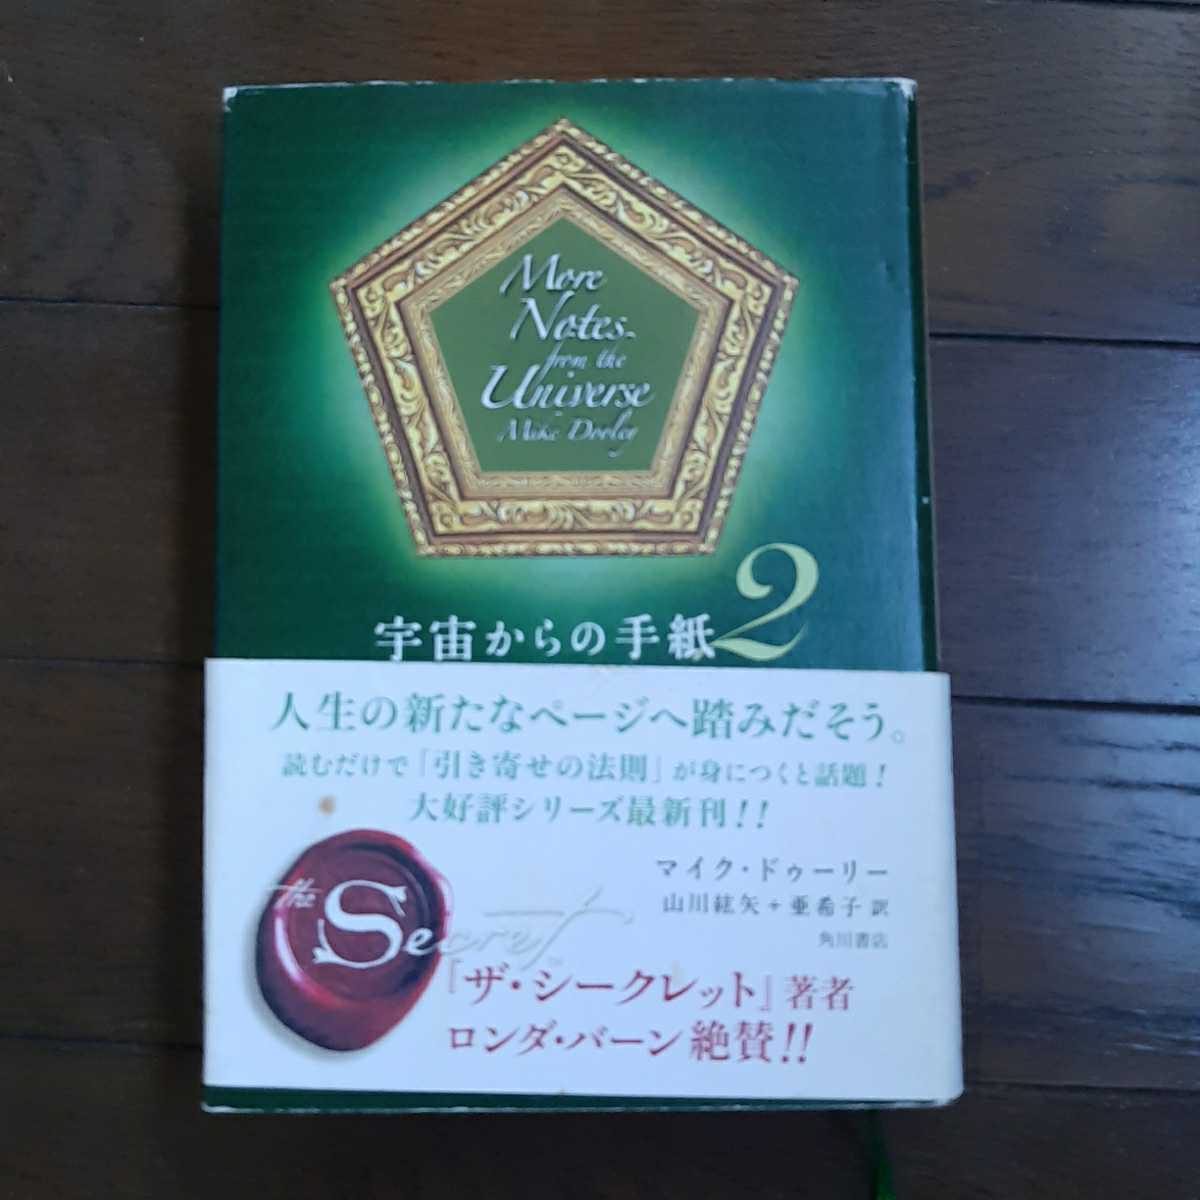 More
Notes™
from the
Universe
Mike Dooley
宇宙からの手紙2
人生の新たなページへ踏みだそう。
読むだけで「引き寄せの法則」が身につくと話題！
大好評シリーズ最新刊！！
マイク・ドゥーリー
山川紘矢＋亜希子 訳
角川書店
the
Secret™
『ザ・シークレット』著者
ロンダ・バーン絶賛！！